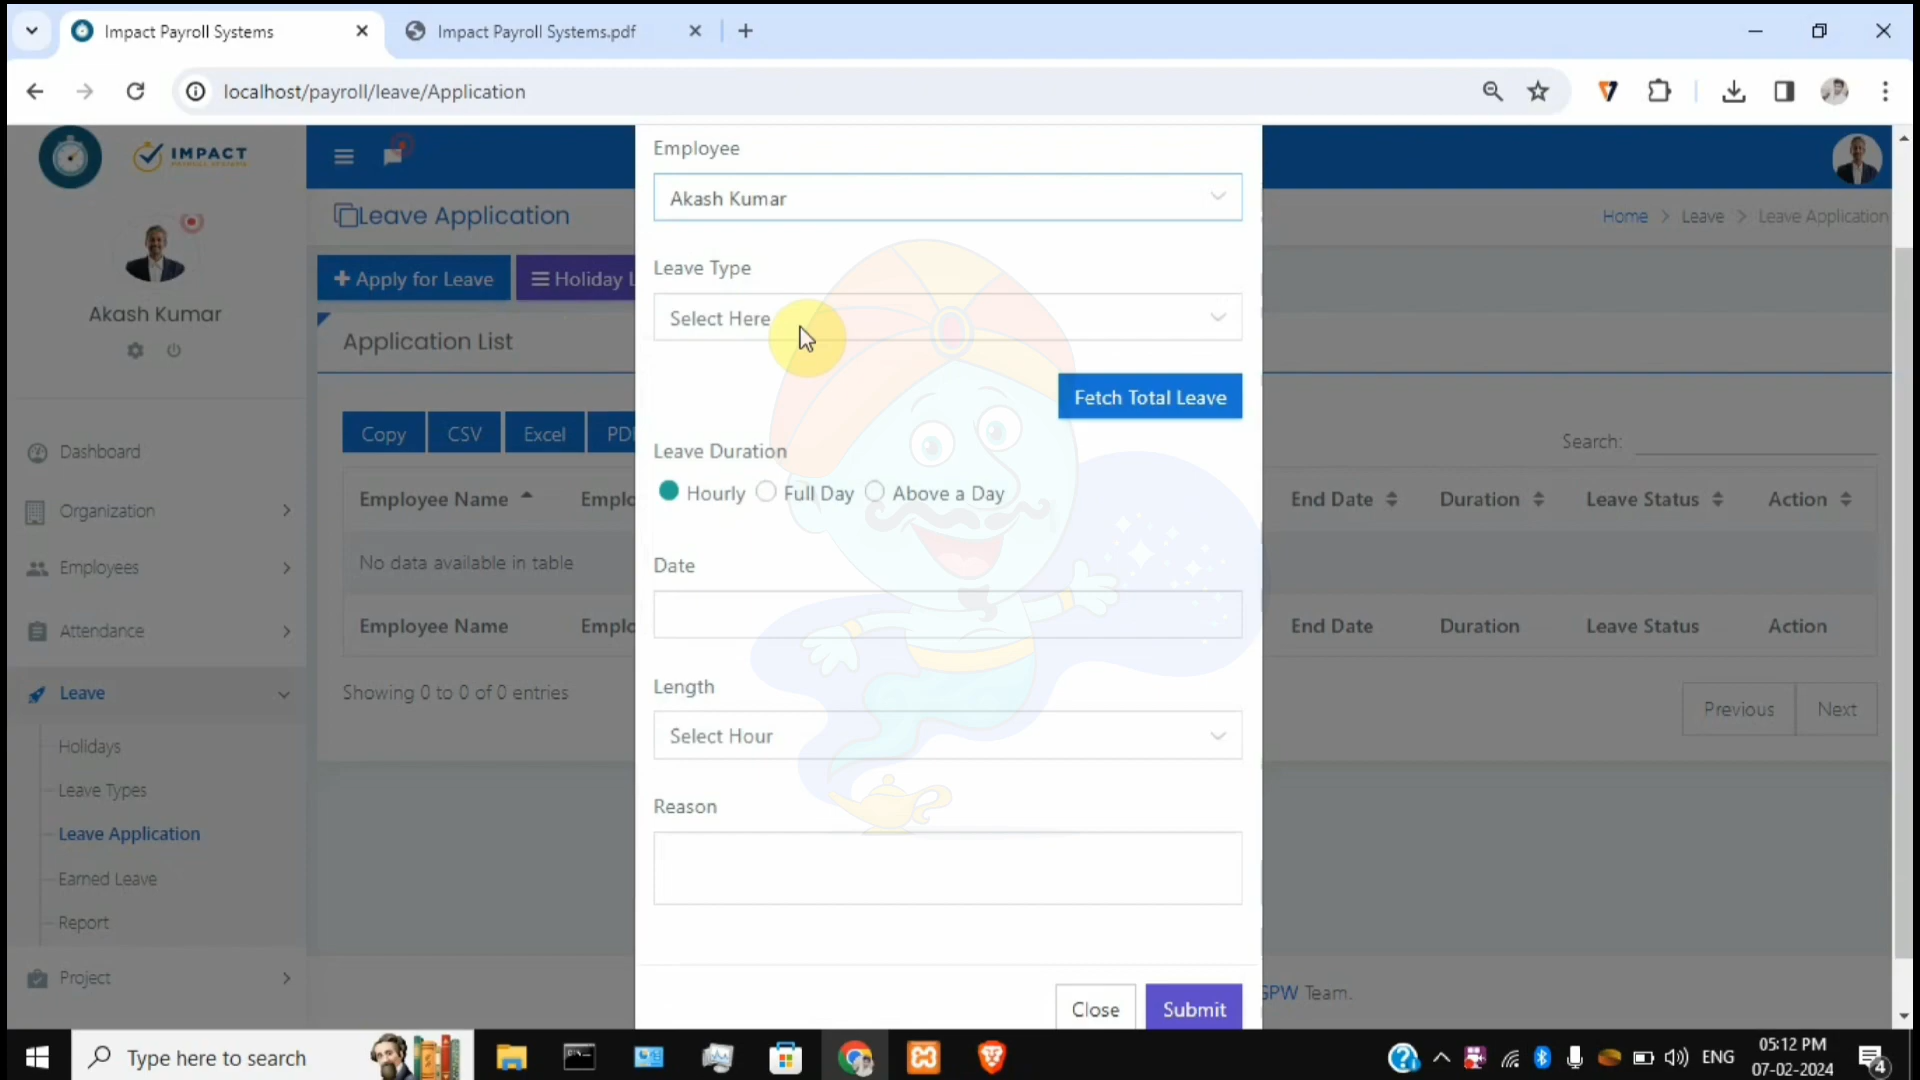 Impact Payroll Systems
Impact Payroll Systems.pdf
localhost/payroll/leave/Application
IMPACT
Akash Kumar
Dashboard
Organization
Employees
Attendance
Leave
Holidays
Leave Types
Leave Application
Earned Leave
Report
Project
Leave Application
Home > Leave > Leave Application
Apply for Leave
Holiday L
Application List
Copy CSV Excel PD
Search:
Employee Name Emplo End Date Duration Leave Status Action
No data available in table
Employee Name Emplo End Date Duration Leave Status Action
Showing 0 to 0 of 0 entries
Previous Next
SPW Team.
Employee
Akash Kumar
Leave Type
Select Here
Fetch Total Leave
Leave Duration
Hourly Full Day Above a Day
Date
Length
Select Hour
Reason
Close Submit
Type here to search
ENG
05:12 PM
07-02-2024
4